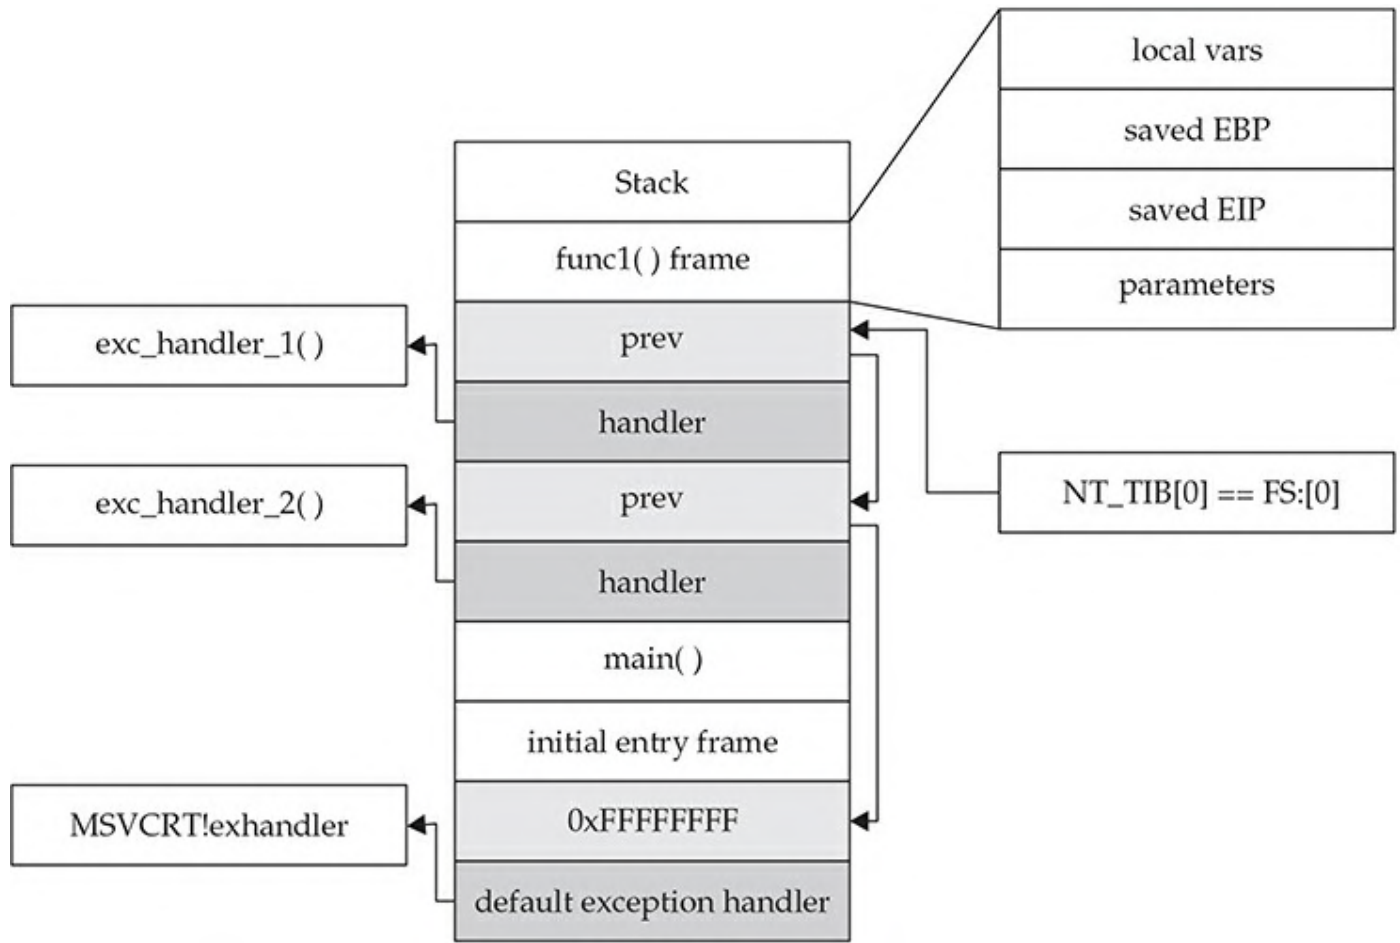 local vars
saved EBP
saved EIP
parameters
Stack
func1( ) frame
prev
handler
prev
handler
main( )
initial entry frame
0xFFFFFFFF
default exception handler
exc_handler_1( )
exc_handler_2( )
MSVCRT!exhandler
NT_TIB[0] == FS:[0]